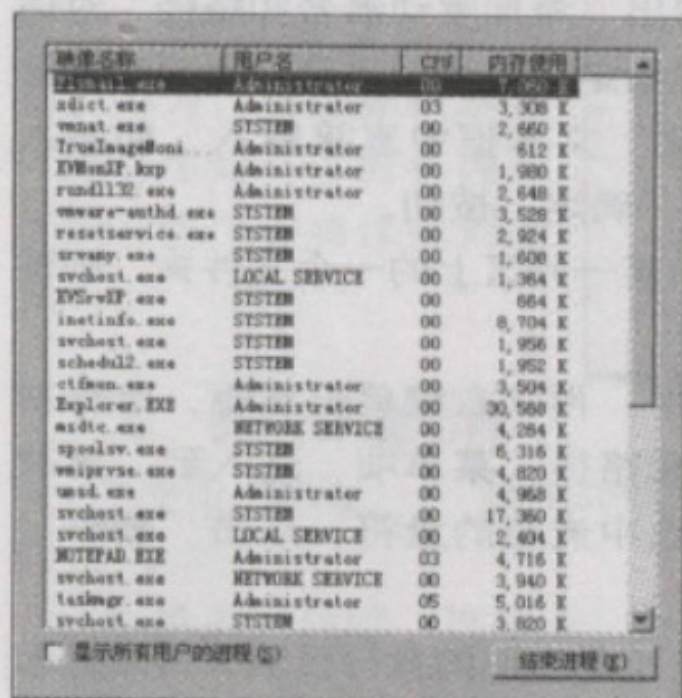 映像名称 用户名 CPU 内存使用
Administrator 00 K
xdict.exe Administrator 03 3,308 K
vmnat.exe SYSTEM 00 2,660 K
TrueImageMoni... Administrator 00 612 K
KVMonXP.kxp Administrator 00 1,980 K
rundll32.exe Administrator 00 2,648 K
vmware-authd.exe SYSTEM 00 3,528 K
resetservice.exe SYSTEM 00 2,924 K
srvany.exe SYSTEM 00 1,608 K
svchost.exe LOCAL SERVICE 00 1,364 K
KVSrvXP.exe SYSTEM 00 664 K
inetinfo.exe SYSTEM 00 8,704 K
svchost.exe SYSTEM 00 1,956 K
schedul2.exe SYSTEM 00 1,952 K
ctfmon.exe Administrator 00 3,504 K
Explorer.EXE Administrator 00 30,568 K
msdtc.exe NETWORK SERVICE 00 4,284 K
spoolsv.exe SYSTEM 00 6,316 K
wmiprvse.exe SYSTEM 00 4,820 K
Administrator 00 4,968 K
svchost.exe SYSTEM 00 17,360 K
svchost.exe LOCAL SERVICE 00 2,404 K
NOTEPAD.EXE Administrator 03 4,716 K
svchost.exe NETWORK SERVICE 00 3,940 K
taskmgr.exe Administrator 05 5,016 K
svchost.exe SYSTEM 00 3,820 K
显示所有用户的进程(S) 结束进程(E)